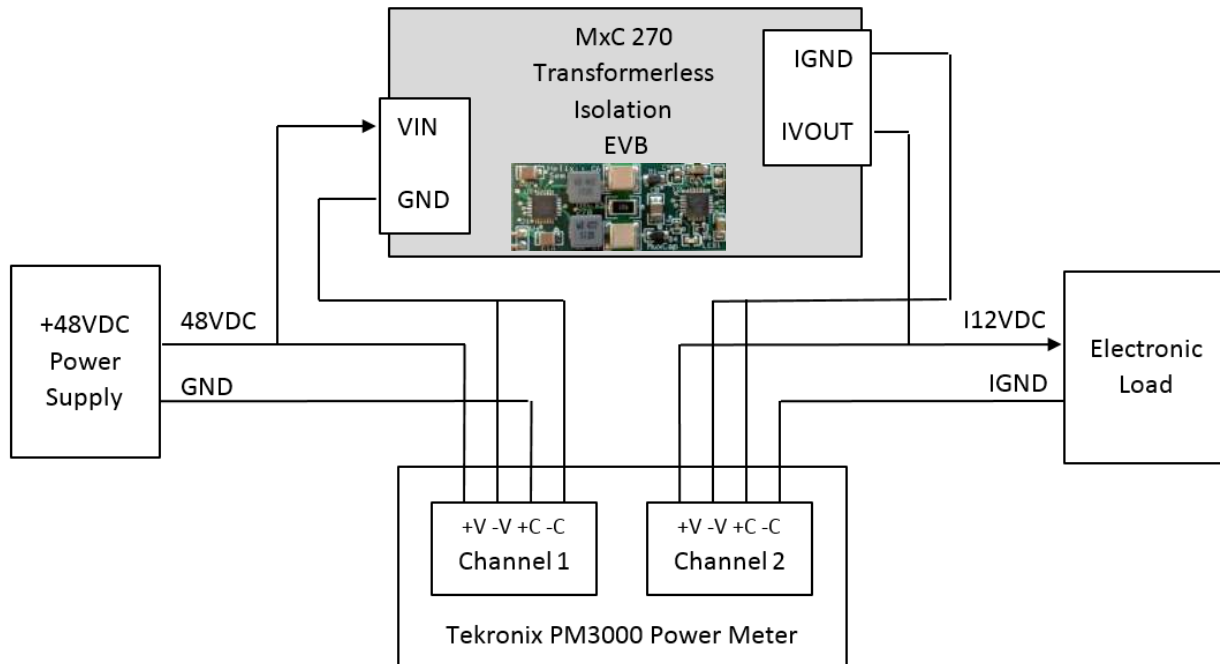 MxC 270
Transformerless
Isolation
EVB
VIN
GND
IGND
IVOUT
+48VDC
Power
Supply
48VDC
GND
I12VDC
IGND
Electronic
Load
+V -V +C -C
Channel 1
+V -V +C -C
Channel 2
Tekronix PM3000 Power Meter